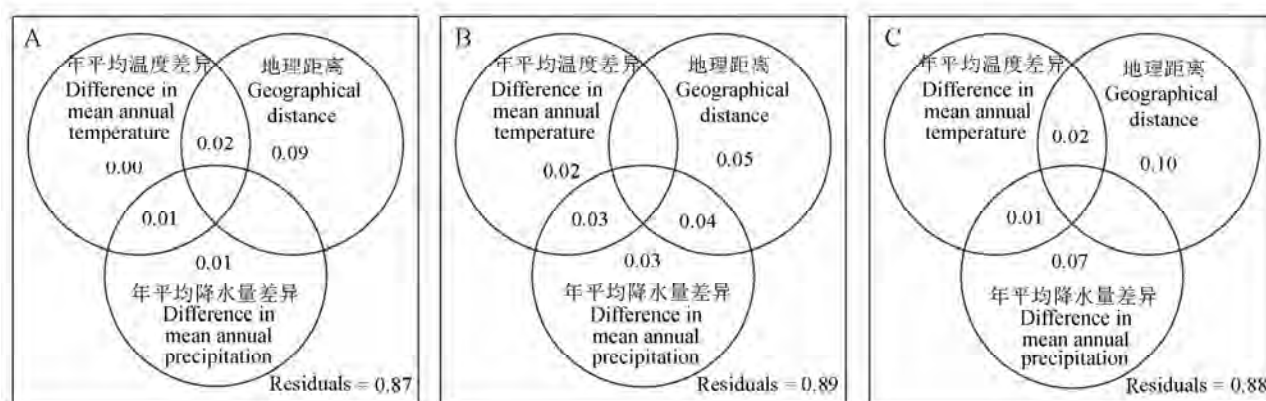 A
年平均温度差异
Difference in
mean annual
temperature
0.00
0.02
地理距离
Geographical
distance
0.09
0.01
0.01
年平均降水量差异
Difference in
mean annual
precipitation
Residuals = 0.87
B
年平均温度差异
Difference in
mean annual
temperature
0.02
地理距离
Geographical
distance
0.05
0.03
0.04
0.03
年平均降水量差异
Difference in
mean annual
precipitation
Residuals = 0.89
C
年平均温度差异
Difference in
mean annual
temperature
0.02
地理距离
Geographical
distance
0.10
0.01
0.07
年平均降水量差异
Difference in
mean annual
precipitation
Residuals = 0.88